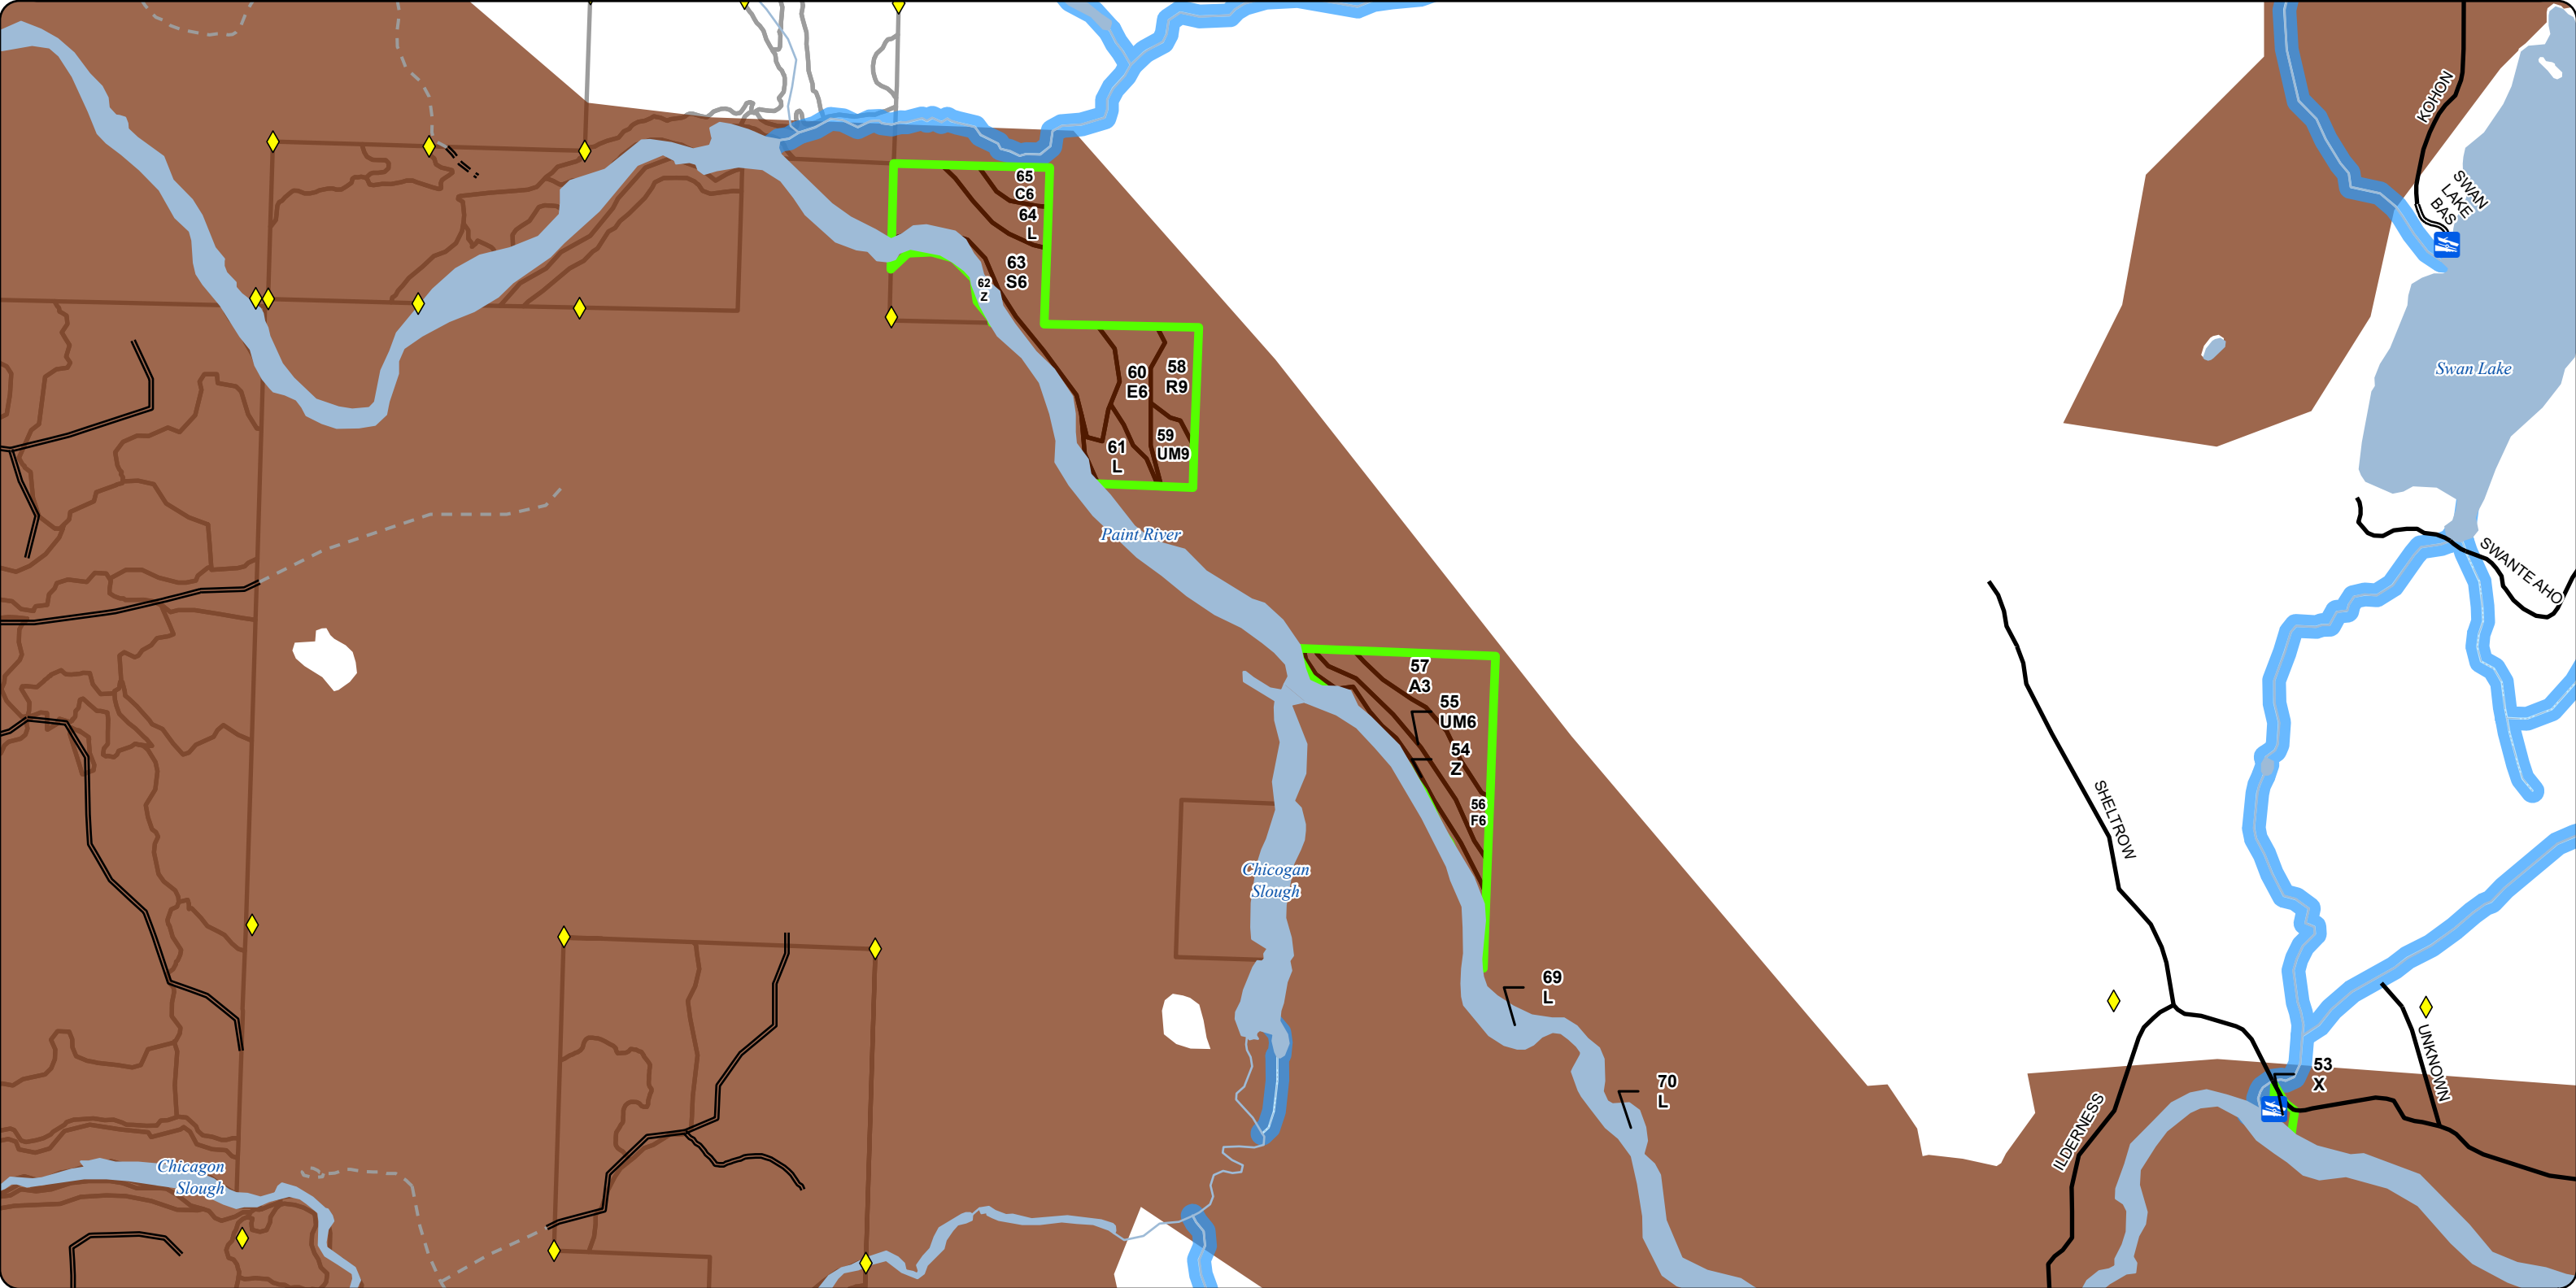 KOHON
SWAN
LAKE
BAS
Swan Lake
65
C6
64
L
63
S6
62
Z
60
E6
58
R9
59
UM9
61
L
Paint River
SWANTE AHO
57
A3
55
UM6
54
Z
56
F6
SHELTROW
Chicogan
Slough
69
L
70
L
53
X
UNKNOWN
ILDERNESS
Chicagon
Slough